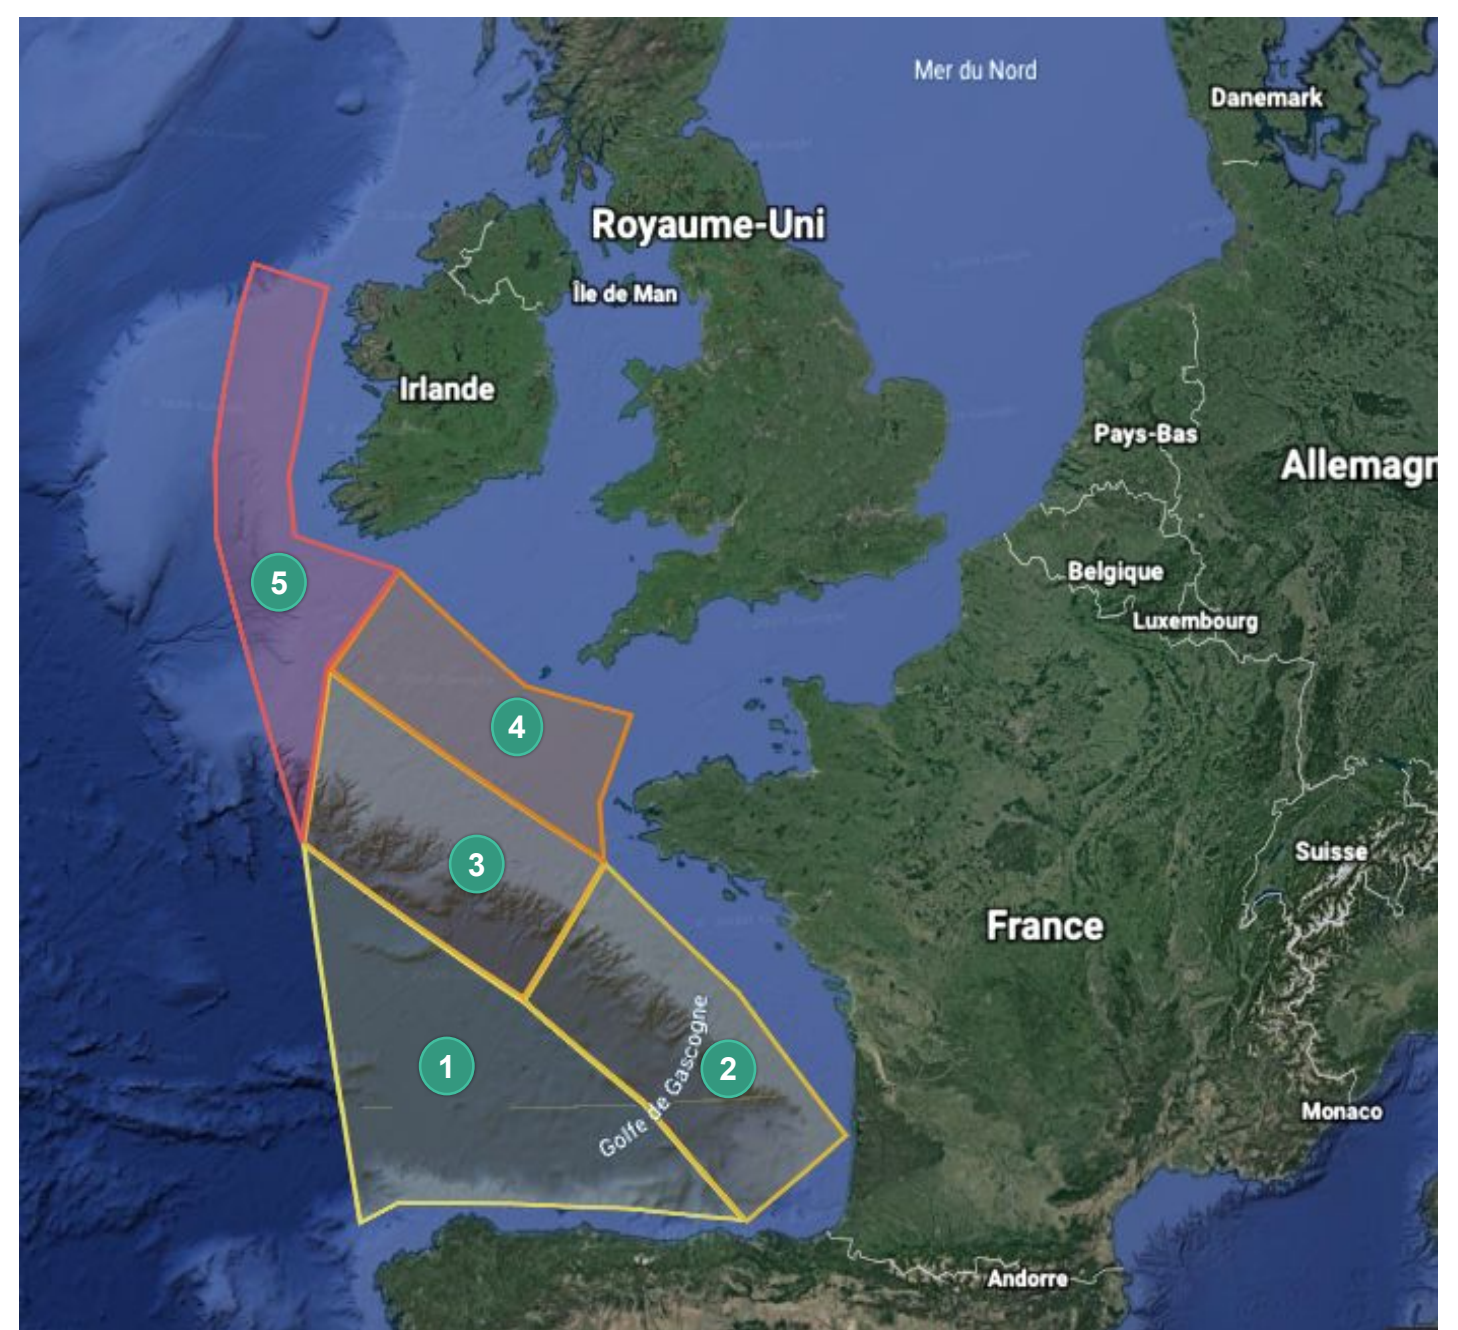 Mer du Nord
Danemark
Royaume-Uni
Île de Man
Irlande
Pays-Bas
Allemagr
5
Belgique
Luxembourg
4
3
Suisse
France
Golfe de Gascogne
1
2
Monaco
Andorre